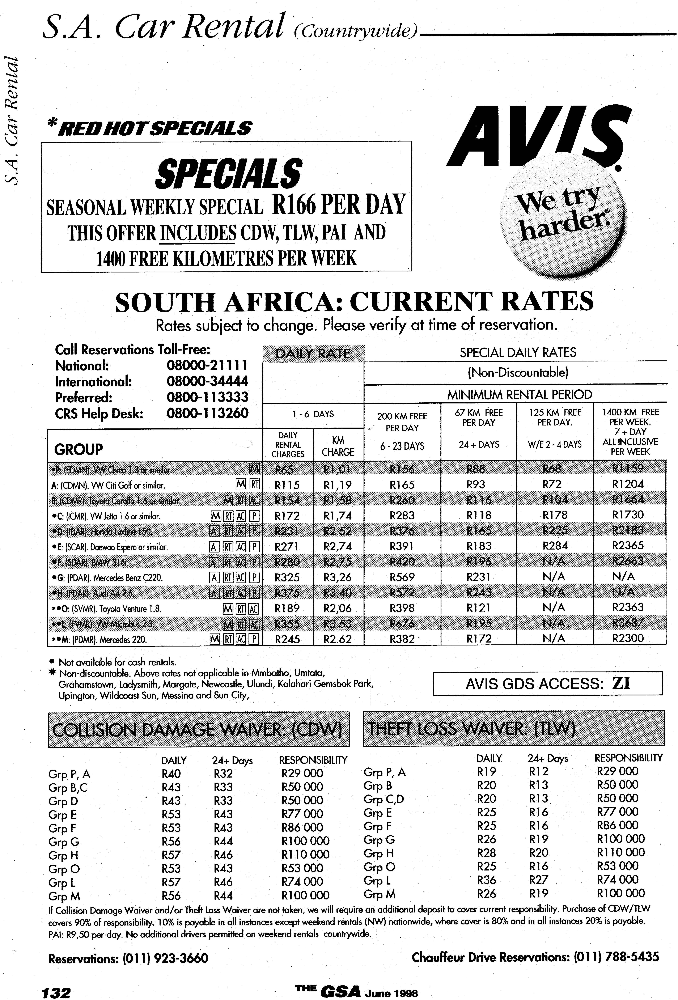 S.A. Car Rental (Countrywide)
S.A. Car Rental
*RED HOT SPECIALS
SPECIALS
SEASONAL WEEKLY SPECIAL R166 PER DAY
THIS OFFER INCLUDES CDW, TLW, PAI AND
1400 FREE KILOMETRES PER WEEK
AVIS
We try
harder.®
SOUTH AFRICA: CURRENT RATES
Rates subject to change. Please verify at time of reservation.
Call Reservations Toll-Free:
National: 08000-21111
International: 08000-34444
Preferred: 0800-113333
CRS Help Desk: 0800-113260
DAILY RATE
SPECIAL DAILY RATES
(Non-Discountable)
MINIMUM RENTAL PERIOD
1 - 6 DAYS
200 KM FREE
PER DAY
6 - 23 DAYS
67 KM FREE
PER DAY
24 + DAYS
125 KM FREE
PER DAY.
W/E 2 - 4 DAYS
1400 KM FREE
PER WEEK.
7 + DAY
ALL INCLUSIVE
PER WEEK
GROUP
DAILY
RENTAL
CHARGES
KM
CHARGE
*P: (EDMN). VW Chico 1.3 or similar. M R65 R1,01 R156 R88 R68 R1159
A: (CDMN). VW Citi Golf or similar. M RT R115 R1,19 R165 R93 R72 R1204
B: (CDMR). Toyota Corolla 1.6 or similar. M RT AC R154 R1,58 R260 R116 R104 R1664
●C: (ICMR). VW Jetta 1.6 or similar. M RT AC P R172 R1,74 R283 R118 R178 R1730
●D: (IDAR). Honda Luxline 150. A RT AC P R231 R2.52 R376 R165 R225 R2183
●E: (SCAR). Daewoo Espero or similar. A RT AC P R271 R2,74 R391 R183 R284 R2365
●F: (SDAR). BMW 316i. A RT AC P R280 R2,75 R420 R196 N/A R2663
●G: (PDAR). Mercedes Benz C220. A RT AC P R325 R3,26 R569 R231 N/A N/A
●H: (FDAR). Audi A4 2.6. A RT AC P R375 R3,40 R572 R243 N/A N/A
*●O: (SVMR). Toyota Venture 1.8. M RT AC R189 R2,06 R398 R121 N/A R2363
*●L: (FVMR). VW Microbus 2.3. M RT AC R355 R3.53 R676 R195 N/A R3687
*●M: (PDMR). Mercedes 220. M RT AC P R245 R2.62 R382 R172 N/A R2300
● Not available for cash rentals.
* Non-discountable. Above rates not applicable in Mmbatho, Umtata,
Grahamstown, Ladysmith, Margate, Newcastle, Ulundi, Kalahari Gemsbok Park,
Upington, Wildcoast Sun, Messina and Sun City,
AVIS GDS ACCESS: ZI
COLLISION DAMAGE WAIVER: (CDW)
DAILY 24+ Days RESPONSIBILITY
Grp P, A R40 R32 R29 000
Grp B,C R43 R33 R50 000
Grp D R43 R33 R50 000
Grp E R53 R43 R77 000
Grp F R53 R43 R86 000
Grp G R56 R44 R100 000
Grp H R57 R46 R110 000
Grp O R53 R43 R53 000
Grp L R57 R46 R74 000
Grp M R56 R44 R100 000
THEFT LOSS WAIVER: (TLW)
DAILY 24+ Days RESPONSIBILITY
Grp P, A R19 R12 R29 000
Grp B R20 R13 R50 000
Grp C,D R20 R13 R50 000
Grp E R25 R16 R77 000
Grp F R25 R16 R86 000
Grp G R26 R19 R100 000
Grp H R28 R20 R110 000
Grp O R25 R16 R53 000
Grp L R36 R27 R74 000
Grp M R26 R19 R100 000
If Collision Damage Waiver and/or Theft Loss Waiver are not taken, we will require an additional deposit to cover current responsibility. Purchase of CDW/TLW
covers 90% of responsibility. 10% is payable in all instances except weekend rentals (NW) nationwide, where cover is 80% and in all instances 20% is payable.
PAI: R9,50 per day. No additional drivers permitted on weekend rentals countrywide.
Reservations: (011) 923-3660
Chauffeur Drive Reservations: (011) 788-5435
132
THE GSA June 1998